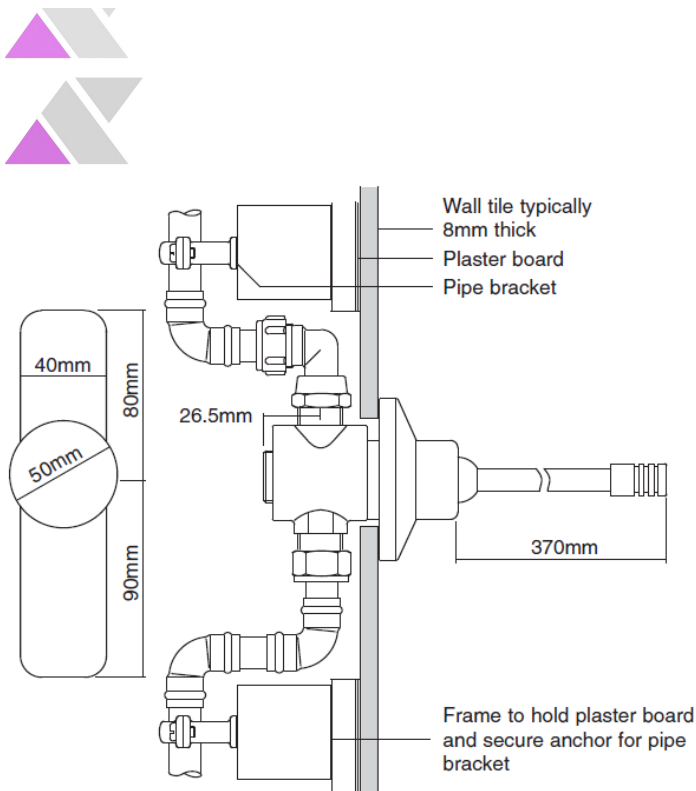 Wall tile typically
8mm thick
Plaster board
Pipe bracket
40mm
80mm
26.5mm
50mm
370mm
90mm
Frame to hold plaster board
and secure anchor for pipe
bracket